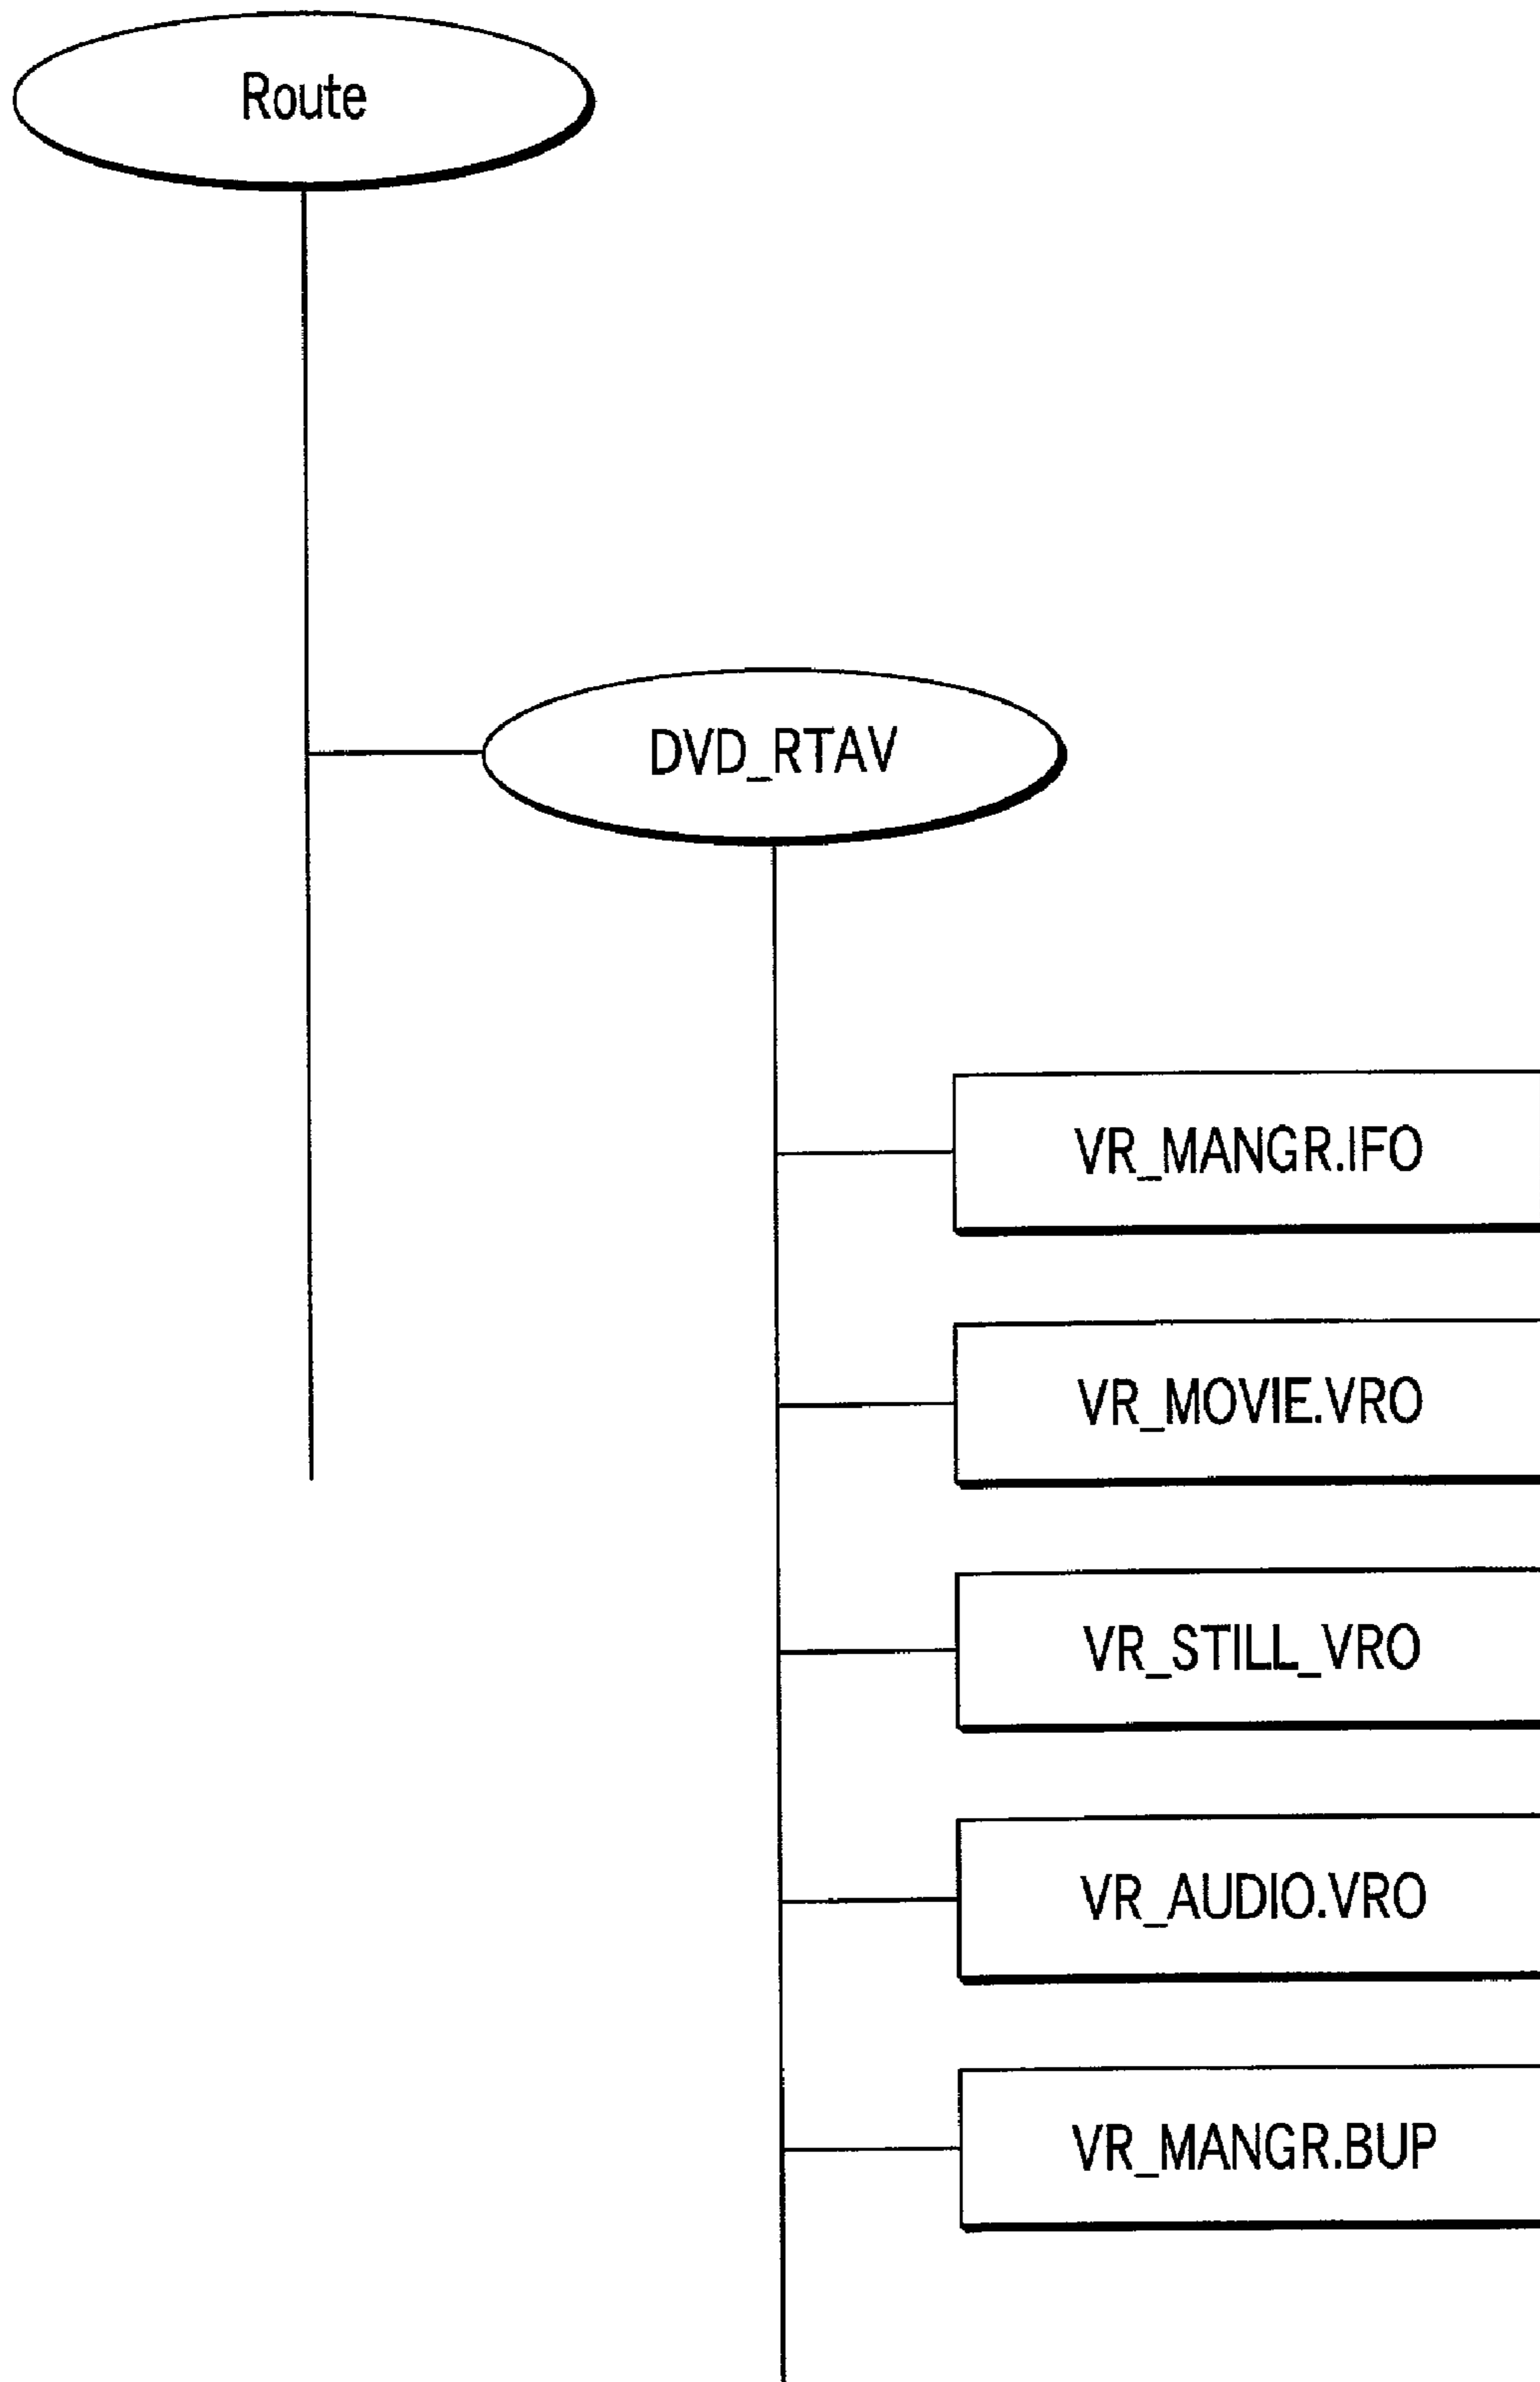 Route
DVD_RTAV
VR_MANGR.IFO
VR_MOVIE.VRO
VR_STILL_VRO
VR_AUDIO.VRO
VR_MANGR.BUP